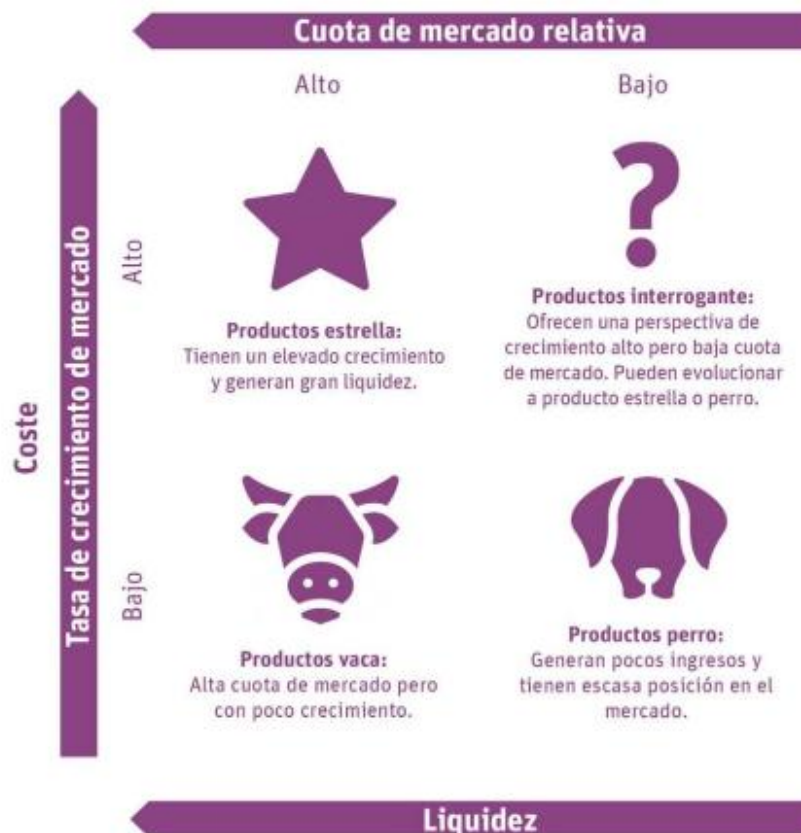 Cuota de mercado relativa
Alto
Bajo
Coste
Tasa de crecimiento de mercado
Alto
Productos estrella:
Tienen un elevado crecimiento
y generan gran liquidez.
?
Productos interrogante:
Ofrecen una perspectiva de
crecimiento alto pero baja cuota
de mercado. Pueden evolucionar
a producto estrella o perro.
Bajo
Productos vaca:
Alta cuota de mercado pero
con poco crecimiento.
Productos perro:
Generan pocos ingresos y
tienen escasa posición en el
mercado.
Liquidez